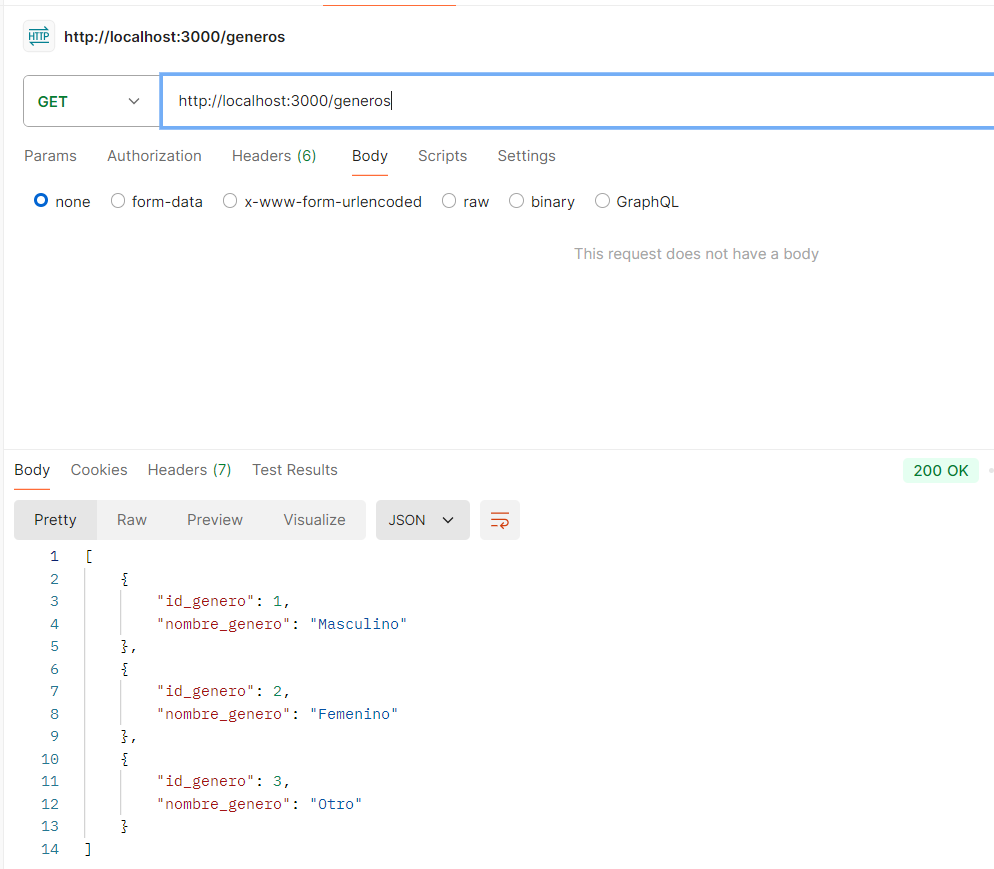 HTTP http://localhost:3000/generos
GET http://localhost:3000/generos
Params Authorization Headers (6) Body Scripts Settings
none form-data x-www-form-urlencoded raw binary GraphQL
This request does not have a body
Body Cookies Headers (7) Test Results 200 OK
Pretty Raw Preview Visualize JSON
1 [
2 {
3 "id_genero": 1,
4 "nombre_genero": "Masculino"
5 },
6 {
7 "id_genero": 2,
8 "nombre_genero": "Femenino"
9 },
10 {
11 "id_genero": 3,
12 "nombre_genero": "Otro"
13 }
14 ]